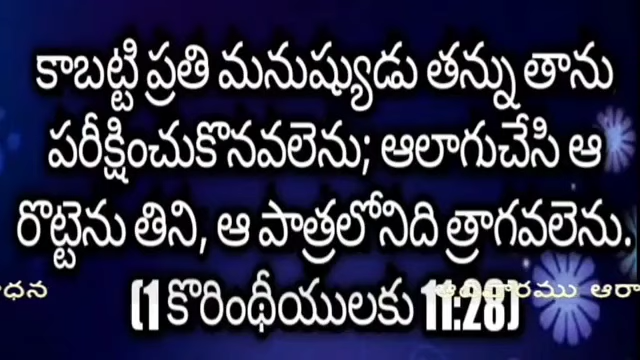 కాబట్టి ప్రతి మనుష్యుడు తన్ను తాను
పరీక్షించుకొనవలెను; ఆలాగుచేసి ఆ
రొట్టెను తిని, ఆ పాత్రలోనిది త్రాగవలెను.
(1 కొరింథీయులకు 11:28)